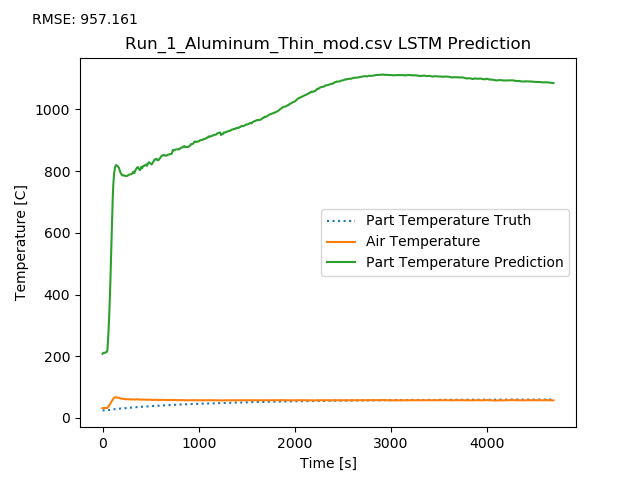 RMSE: 957.161
Run_1_Aluminum_Thin_mod.csv LSTM Prediction
Temperature [C]
1000
800
600
400
200
0
Part Temperature Truth
Air Temperature
Part Temperature Prediction
0 1000 2000 3000 4000
Time [s]